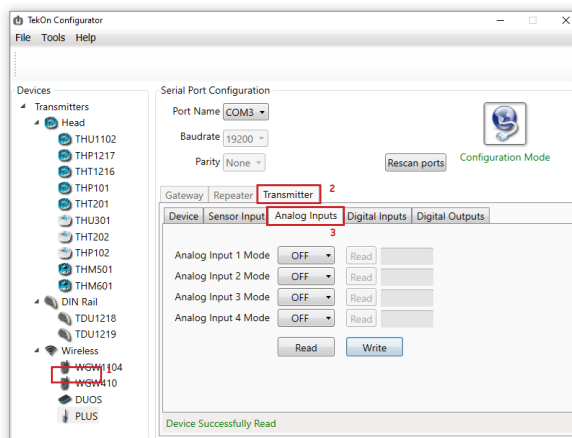 TekOn Configurator
File Tools Help
Devices
Transmitters
Head
THU1102
THP1217
THT1216
THP101
THT201
THU301
THT202
THP102
THM501
THM601
DIN Rail
TDU1218
TDU1219
Wireless
WGW1104
1
WGW410
DUOS
PLUS
Serial Port Configuration
Port Name COM3
Baudrate 19200
Parity None
Rescan ports
Configuration Mode
Gateway Repeater Transmitter 2
Device Sensor Input Analog Inputs Digital Inputs Digital Outputs
3
Analog Input 1 Mode OFF Read
Analog Input 2 Mode OFF Read
Analog Input 3 Mode OFF Read
Analog Input 4 Mode OFF Read
Read Write
Device Successfully Read